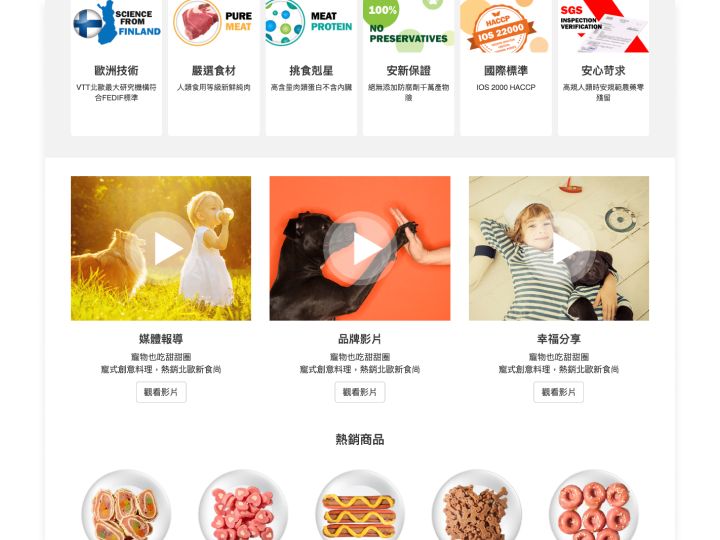 SCIENCE
FROM
FINLAND
PURE
MEAT
MEAT
PROTEIN
100%
NO
PRESERVATIVES
HACCP
IOS 22000
SGS
INSPECTION
VERIFICATION
歐洲技術
嚴選食材
挑食剋星
安新保證
國際標準
安心苛求
VTT北歐最大研究機構符
合FEDIF標準
人類食用等級新鮮純肉
高含量肉類蛋白不含内臟
絕無添加防腐劑千萬產物
險
IOS 2000 HACCP
高規人類時安規範農藥零
殘留
媒體報導
寵物也吃甜甜圈
寵式創意料理，熱銷北歐新食尚
觀看影片
品牌影片
寵物也吃甜甜圈
寵式創意料理，熱銷北歐新食尚
觀看影片
幸福分享
寵物也吃甜甜圈
寵式創意料理，熱銷北歐新食尚
觀看影片
熱銷商品